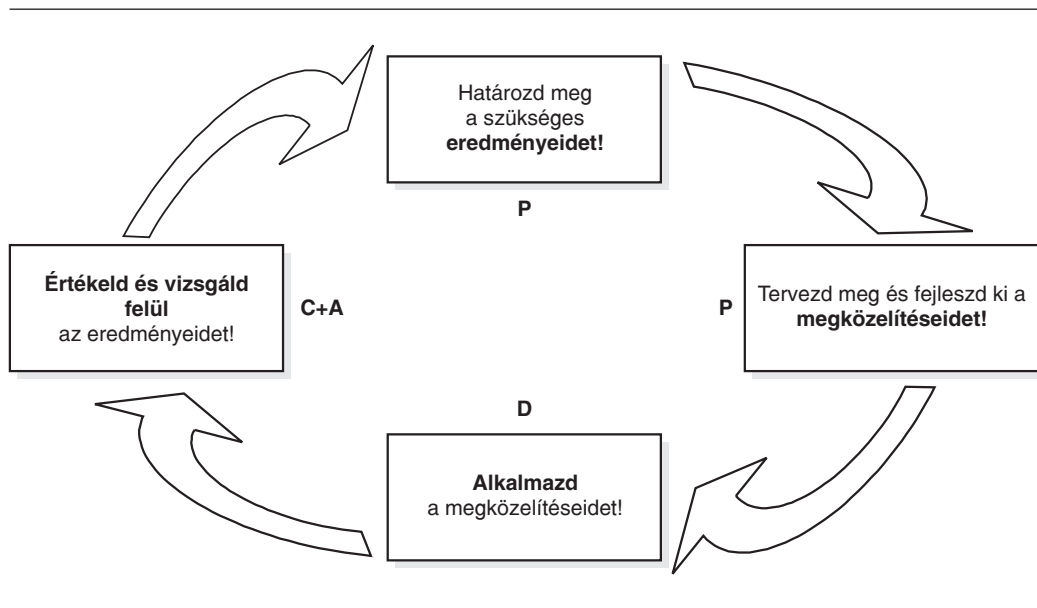 Határozd meg
a szükséges
eredményeidet!
P
Értékeld és vizsgáld
felül
az eredményeidet!
C+A
P
Tervezd meg és fejleszd ki a
megközelítéseidet!
D
Alkalmazd
a megközelítéseidet!